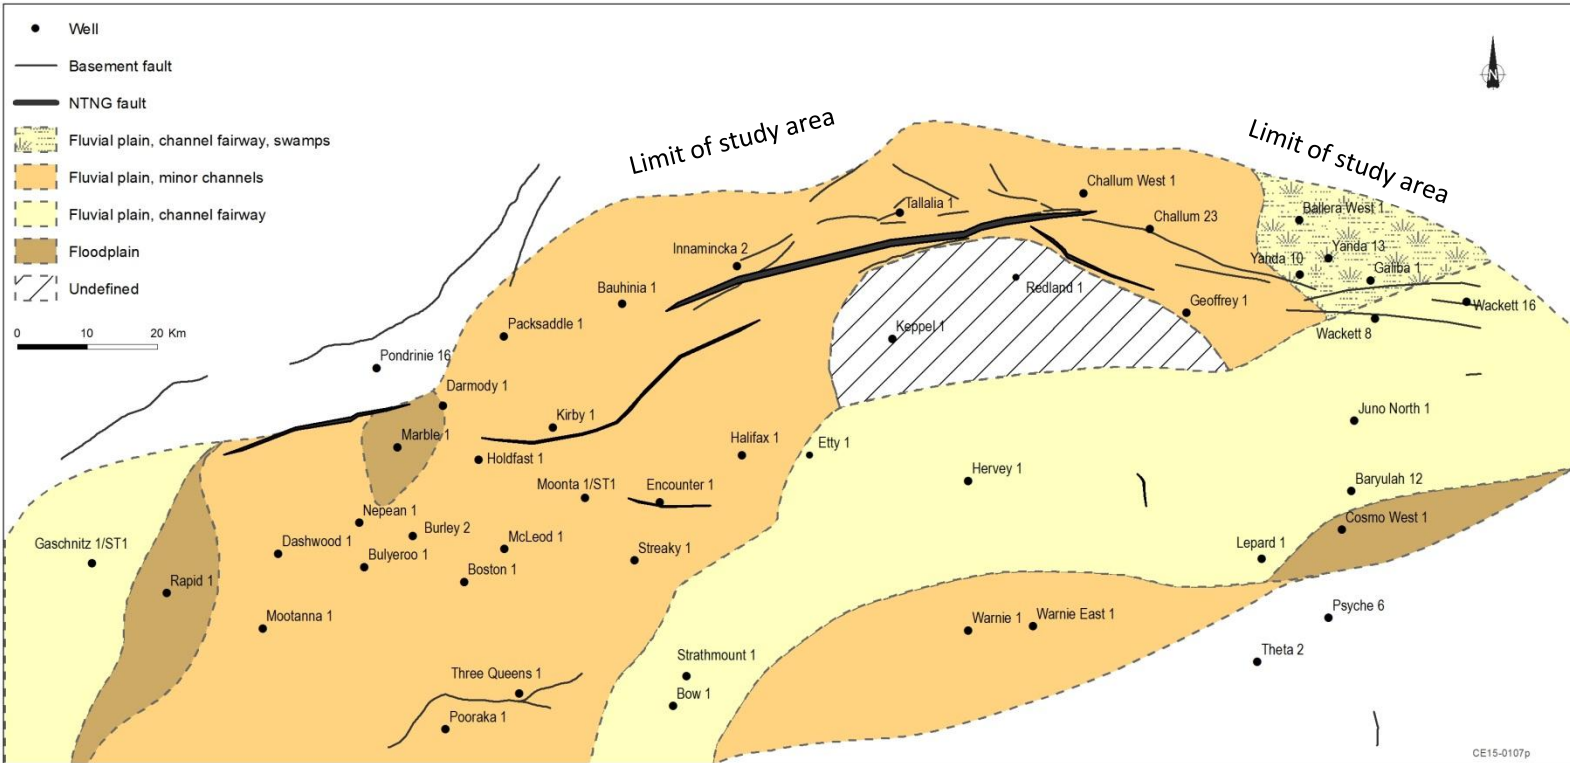 Well
Basement fault
NTNG fault
Fluvial plain, channel fairway, swamps
Fluvial plain, minor channels
Fluvial plain, channel fairway
Floodplain
Undefined
0 10 20 Km
N
Limit of study area
Limit of study area
Challum West 1
Tallalia 1
Challum 23
Ballera West 1
Innamincka 2
Yanda 13
Yanda 10
Galiba 1
Redland 1
Bauhinia 1
Geoffrey 1
Wackett 16
Packsaddle 1
Keppel 1
Wackett 8
Pondrinie 16
Darmody 1
Kirby 1
Juno North 1
Marble 1
Halifax 1
Etty 1
Holdfast 1
Hervey 1
Moonta 1/ST1
Encounter 1
Baryulah 12
Nepean 1
Cosmo West 1
Burley 2
Gaschnitz 1/ST1
Dashwood 1
McLeod 1
Bulyeroo 1
Streaky 1
Lepard 1
Boston 1
Rapid 1
Mootanna 1
Warnie 1
Warnie East 1
Psyche 6
Strathmount 1
Theta 2
Three Queens 1
Bow 1
Pooraka 1
CE15-0107p